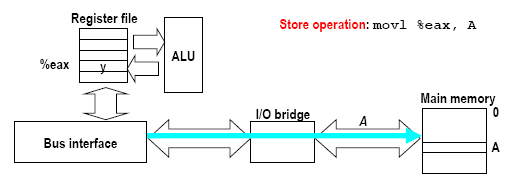 Register file
Store operation: movl %eax, A
ALU
%eax
y
Main memory
0
I/O bridge
A
A
Bus interface